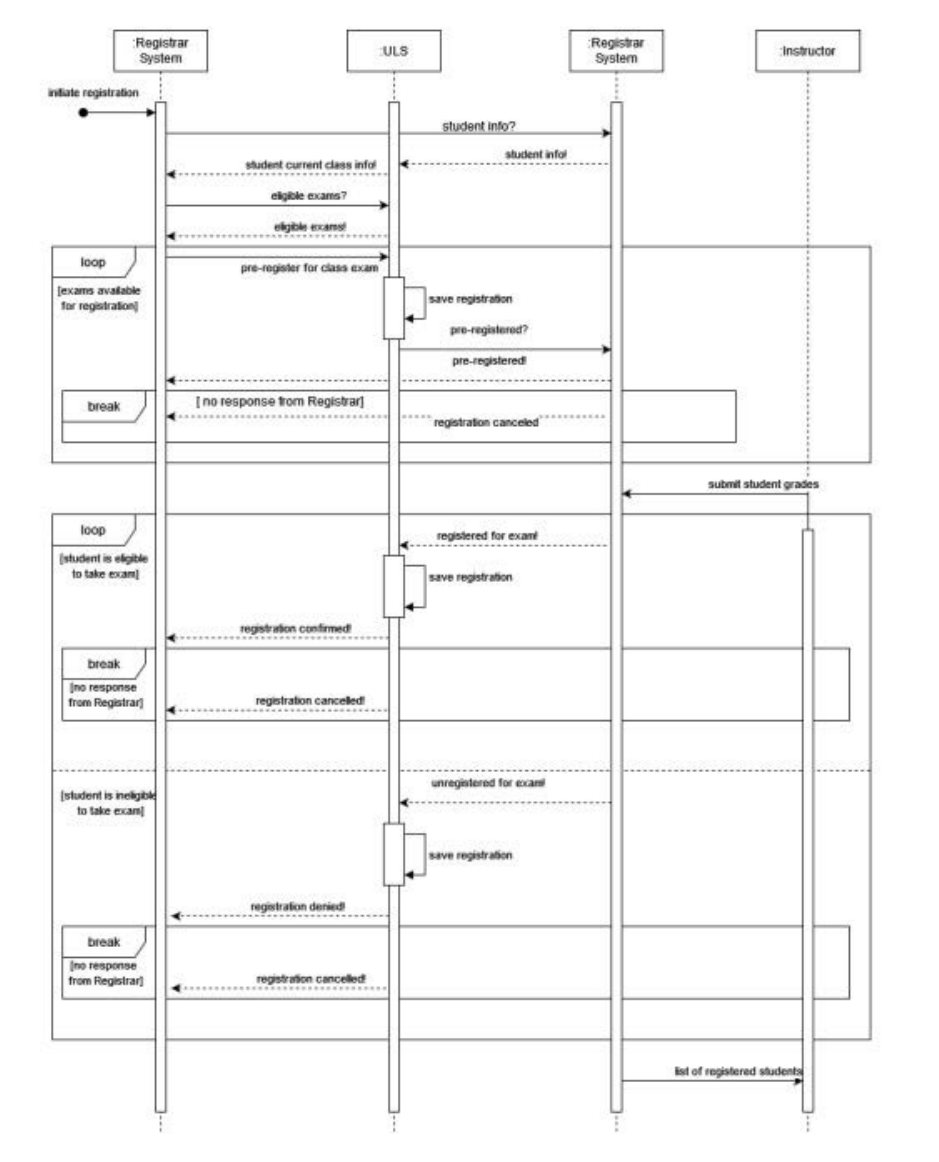 :Registrar
System
:ULS
:Registrar
System
:Instructor
initiate registration
student info?
student info!
student current class info!
eligible exams?
eligible exams!
loop
pre-register for class exam
[exams available
for registration]
save registration
pre-registered?
pre-registered!
break
[ no response from Registrar]
registration canceled
submit student grades
loop
registered for exam!
[student is eligible
to take exam]
save registration
registration confirmed!
break
[no response
from Registrar]
registration cancelled!
unregistered for exam!
[student is ineligible
to take exam]
save registration
registration denied!
break
[no response
from Registrar]
registration cancelled!
list of registered students